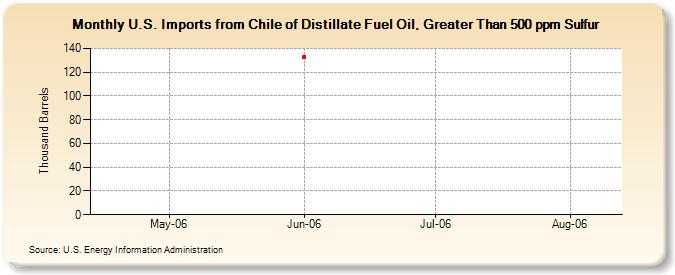 Monthly U.S. Imports from Chile of Distillate Fuel Oil, Greater Than 500 ppm Sulfur
Thousand Barrels
140
120
100
80
60
40
20
0
May-06 Jun-06 Jul-06 Aug-06
Source: U.S. Energy Information Administration